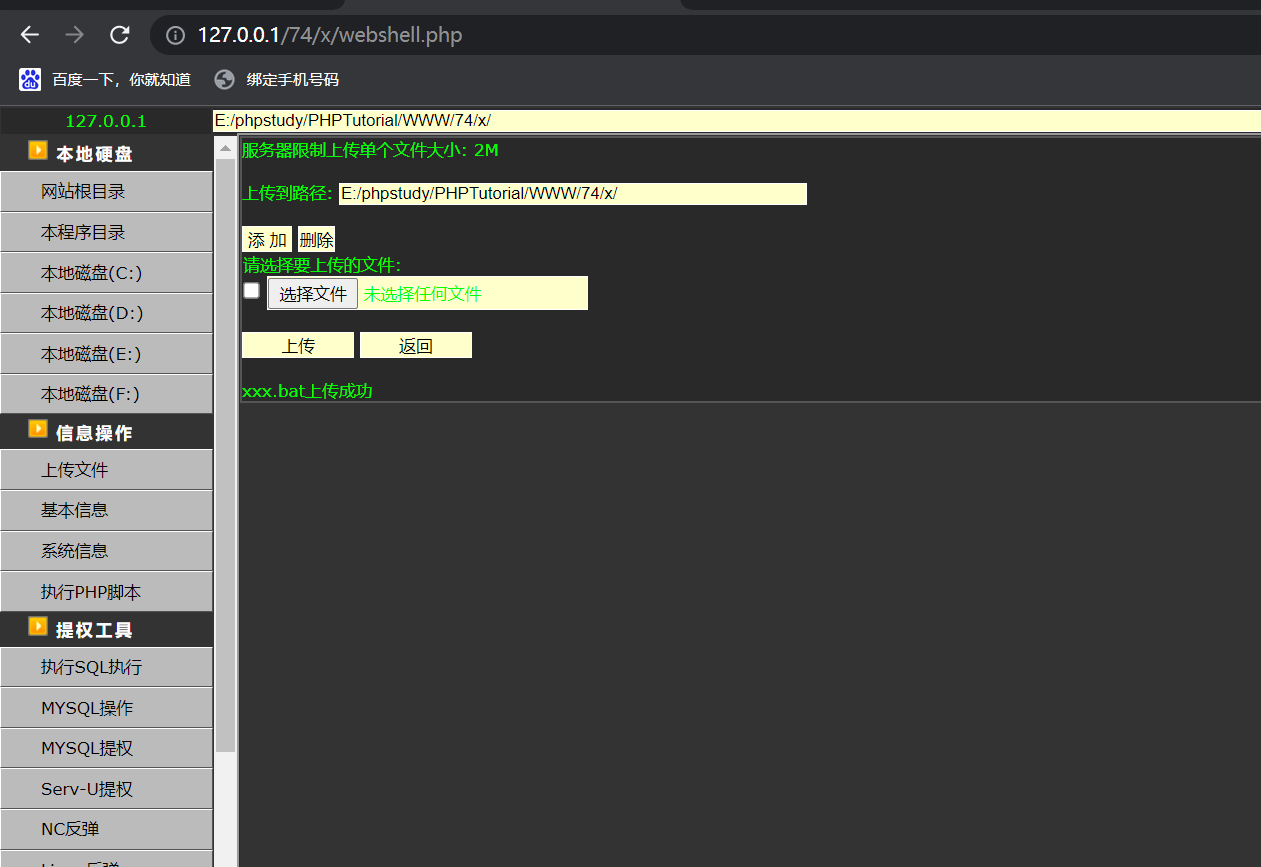 127.0.0.1/74/x/webshell.php
百度一下，你就知道
绑定手机号码
127.0.0.1
E:/phpstudy/PHPTutorial/WWW/74/x/
本地硬盘
网站根目录
本程序目录
本地磁盘(C:)
本地磁盘(D:)
本地磁盘(E:)
本地磁盘(F:)
信息操作
上传文件
基本信息
系统信息
执行PHP脚本
提权工具
执行SQL执行
MYSQL操作
MYSQL提权
Serv-U提权
NC反弹
服务器限制上传单个文件大小: 2M
上传到路径: E:/phpstudy/PHPTutorial/WWW/74/x/
添 加 删除
请选择要上传的文件:
选择文件 未选择任何文件
上传 返回
xxx.bat上传成功